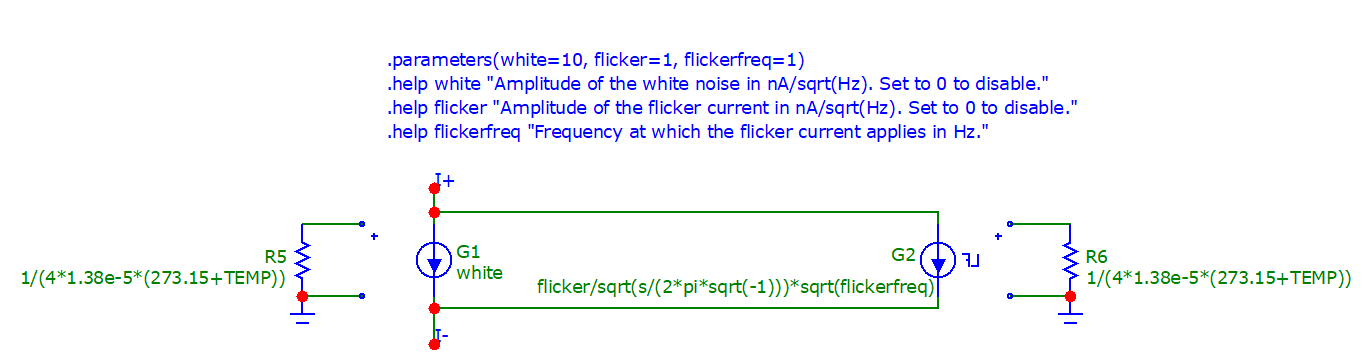 .parameters(white=10, flicker=1, flickerfreq=1)
.help white "Amplitude of the white noise in nA/sqrt(Hz). Set to 0 to disable."
.help flicker "Amplitude of the flicker current in nA/sqrt(Hz). Set to 0 to disable."
.help flickerfreq "Frequency at which the flicker current applies in Hz."
I+
R5
1/(4*1.38e-5*(273.15+TEMP))
+
G1
white
G2
flicker/sqrt(s/(2*pi*sqrt(-1)))*sqrt(flickerfreq)
+
R6
1/(4*1.38e-5*(273.15+TEMP))
I-